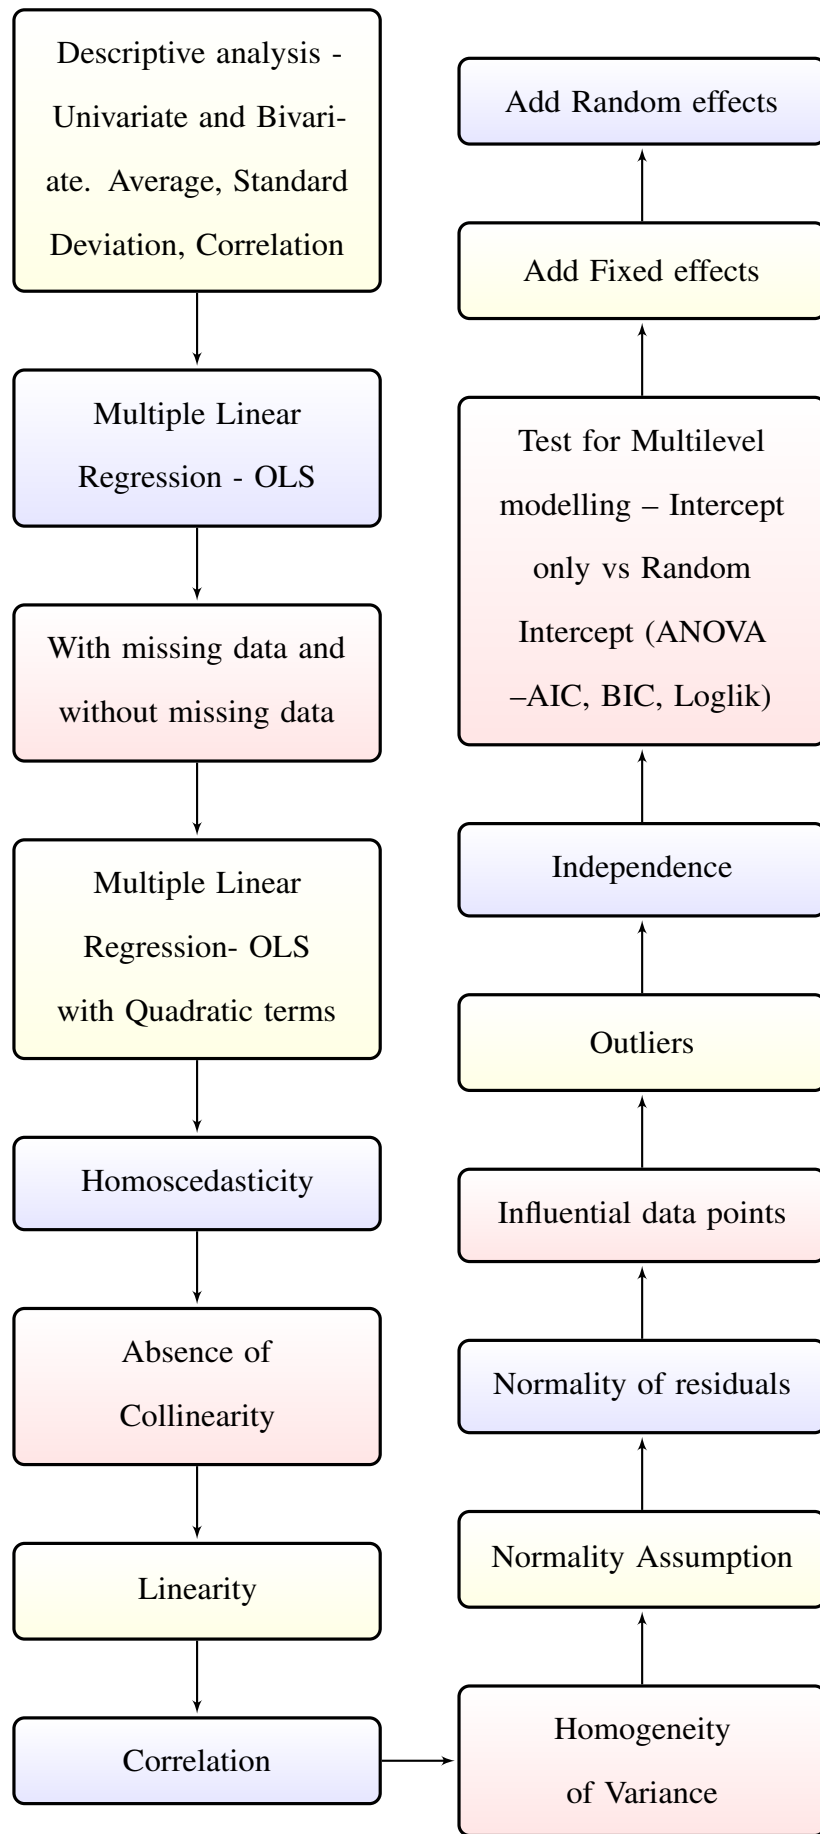 Descriptive analysis -
Univariate and Bivari-
ate. Average, Standard
Deviation, Correlation
Multiple Linear
Regression - OLS
With missing data and
without missing data
Multiple Linear
Regression- OLS
with Quadratic terms
Homoscedasticity
Absence of
Collinearity
Linearity
Correlation
Homogeneity
of Variance
Normality Assumption
Normality of residuals
Influential data points
Outliers
Independence
Test for Multilevel
modelling – Intercept
only vs Random
Intercept (ANOVA
–AIC, BIC, Loglik)
Add Fixed effects
Add Random effects